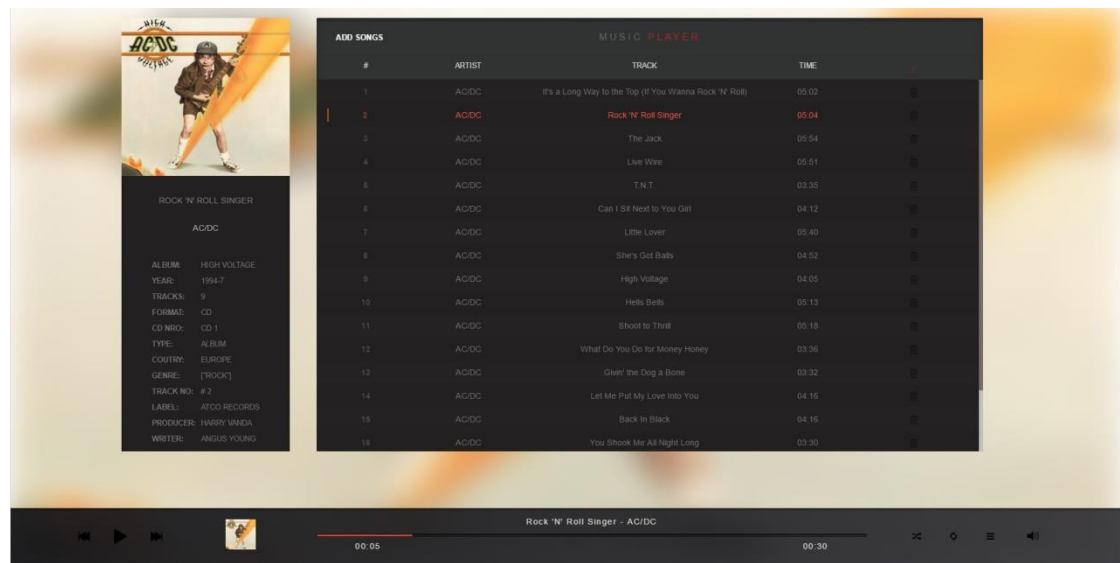 HIGH
AC/DC
VOLTAGE
ROCK 'N' ROLL SINGER
AC/DC
ALBUM: HIGH VOLTAGE
YEAR: 1994-7
TRACKS: 9
FORMAT: CD
CD NRO: CD 1
TYPE: ALBUM
COUTRY: EUROPE
GENRE: ["ROCK"]
TRACK NO: # 2
LABEL: ATCO RECORDS
PRODUCER: HARRY VANDA
WRITER: ANGUS YOUNG
ADD SONGS MUSIC PLAYER
# ARTIST TRACK TIME
1 AC/DC It's a Long Way to the Top (If You Wanna Rock 'N' Roll) 05:02
2 AC/DC Rock 'N' Roll Singer 05:04
3 AC/DC The Jack 05:54
4 AC/DC Live Wire 05:51
5 AC/DC T.N.T. 03:35
6 AC/DC Can I Sit Next to You Girl 04:12
7 AC/DC Little Lover 05:40
8 AC/DC She's Got Balls 04:52
9 AC/DC High Voltage 04:05
10 AC/DC Hells Bells 05:13
11 AC/DC Shoot to Thrill 05:18
12 AC/DC What Do You Do for Money Honey 03:36
13 AC/DC Givin' the Dog a Bone 03:32
14 AC/DC Let Me Put My Love Into You 04:16
15 AC/DC Back In Black 04:16
16 AC/DC You Shook Me All Night Long 03:30
Rock 'N' Roll Singer - AC/DC
00:05 00:30